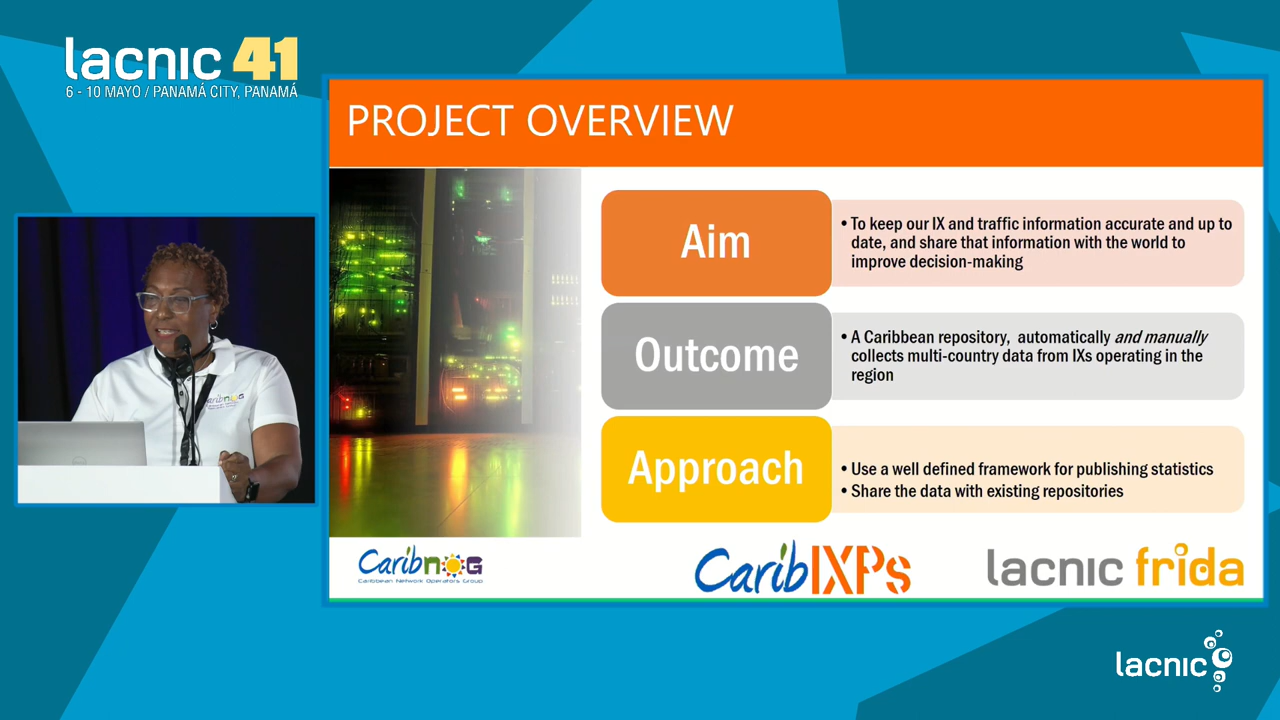 lacnic 41
6 - 10 MAYO / PANAMÁ CITY, PANAMÁ
PROJECT OVERVIEW
Aim
• To keep our IX and traffic information accurate and up to
date, and share that information with the world to
improve decision-making
Outcome
• A Caribbean repository, automatically and manually
collects multi-country data from IXs operating in the
region
Approach
• Use a well defined framework for publishing statistics
• Share the data with existing repositories
CaribNOG
Caribbean Network Operators Group
CaribIXPs
lacnic frida
CaribNOG
lacnic